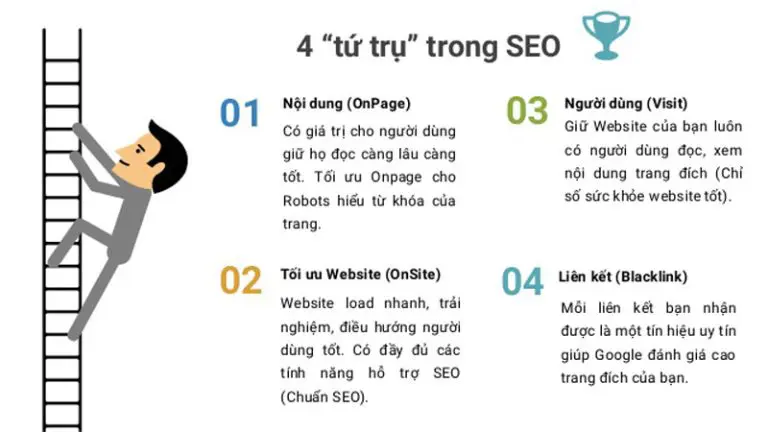 4 “tứ trụ” trong SEO
01
Nội dung (OnPage)
Có giá trị cho người dùng
giữ họ đọc càng lâu càng
tốt. Tối ưu Onpage cho
Robots hiểu từ khóa của
trang.
02
Tối ưu Website (OnSite)
Website load nhanh, trải
nghiệm, điều hướng người
dùng tốt. Có đầy đủ các
tính năng hỗ trợ SEO
(Chuẩn SEO).
03
Người dùng (Visit)
Giữ Website của bạn luôn
có người dùng đọc, xem
nội dung trang đích (Chỉ
số sức khỏe website tốt).
04
Liên kết (Blacklink)
Mỗi liên kết bạn nhận
được là một tín hiệu uy tín
giúp Google đánh giá cao
trang đích của bạn.